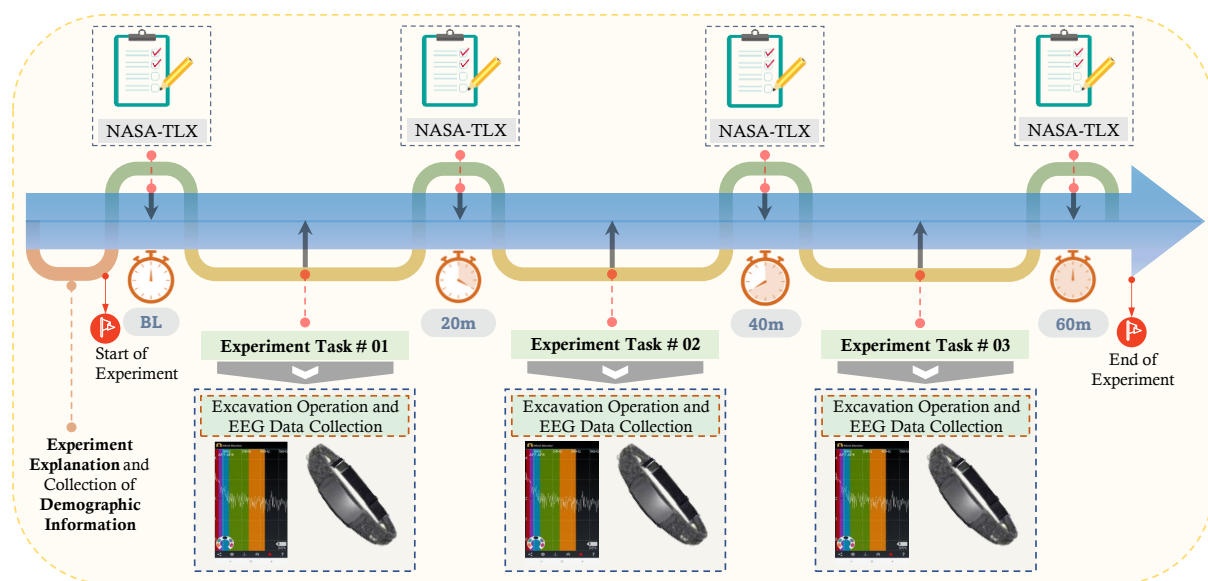 NASA-TLX
NASA-TLX
NASA-TLX
NASA-TLX
BL
20m
40m
60m
Start of
Experiment
End of
Experiment
Experiment Task # 01
Experiment Task # 02
Experiment Task # 03
Excavation Operation and
EEG Data Collection
Excavation Operation and
EEG Data Collection
Excavation Operation and
EEG Data Collection
Experiment
Explanation and
Collection of
Demographic
Information